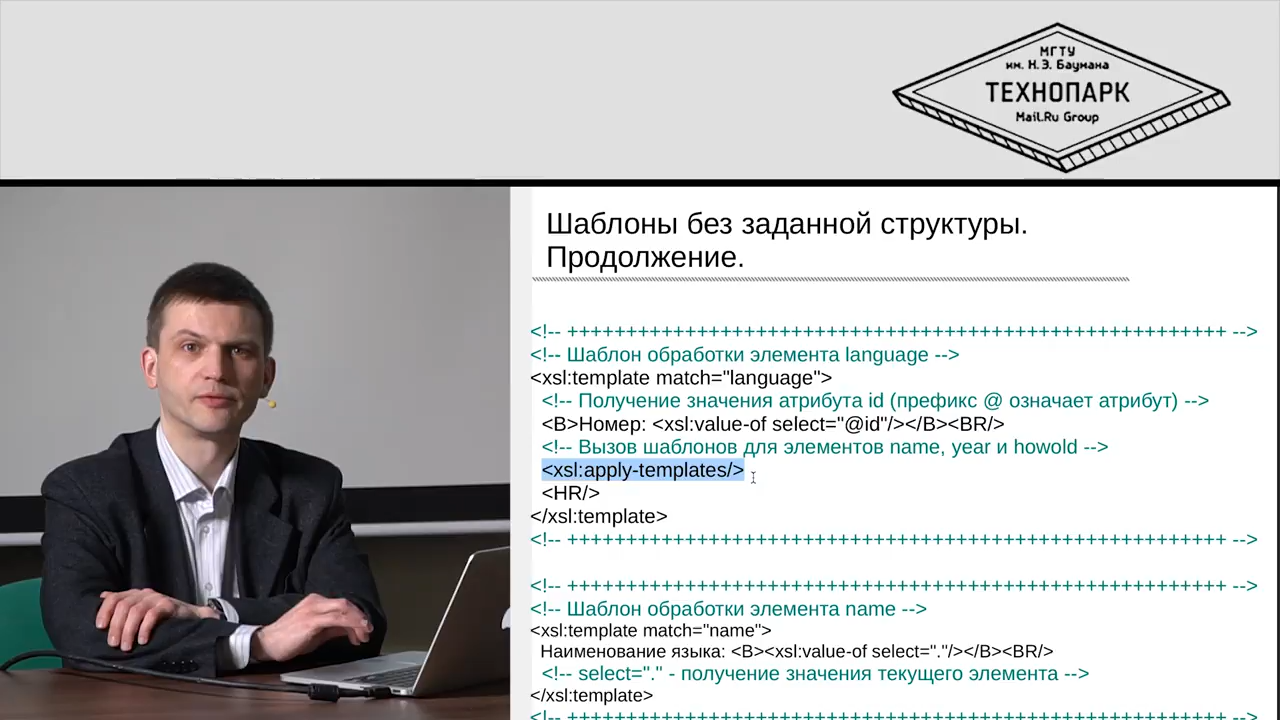 МГТУ
им. Н.Э. Баумана
ТЕХНОПАРК
Mail.Ru Group
Шаблоны без заданной структуры.
Продолжение.
<!-- ++++++++++++++++++++++++++++++++++++++++++++++++++++++++ -->
<!-- Шаблон обработки элемента language -->
<xsl:template match="language">
<!-- Получение значения атрибута id (префикс @ означает атрибут) -->
<B>Номер: <xsl:value-of select="@id"/></B><BR/>
<!-- Вызов шаблонов для элементов name, year и howold -->
<xsl:apply-templates/>
<HR/>
</xsl:template>
<!-- ++++++++++++++++++++++++++++++++++++++++++++++++++++++++ -->
<!-- ++++++++++++++++++++++++++++++++++++++++++++++++++++++++ -->
<!-- Шаблон обработки элемента name -->
<xsl:template match="name">
Наименование языка: <B><xsl:value-of select="."/></B><BR/>
<!-- select="." - получение значения текущего элемента -->
</xsl:template>
<!-- ++++++++++++++++++++++++++++++++++++++++++++++++++++++++ -->